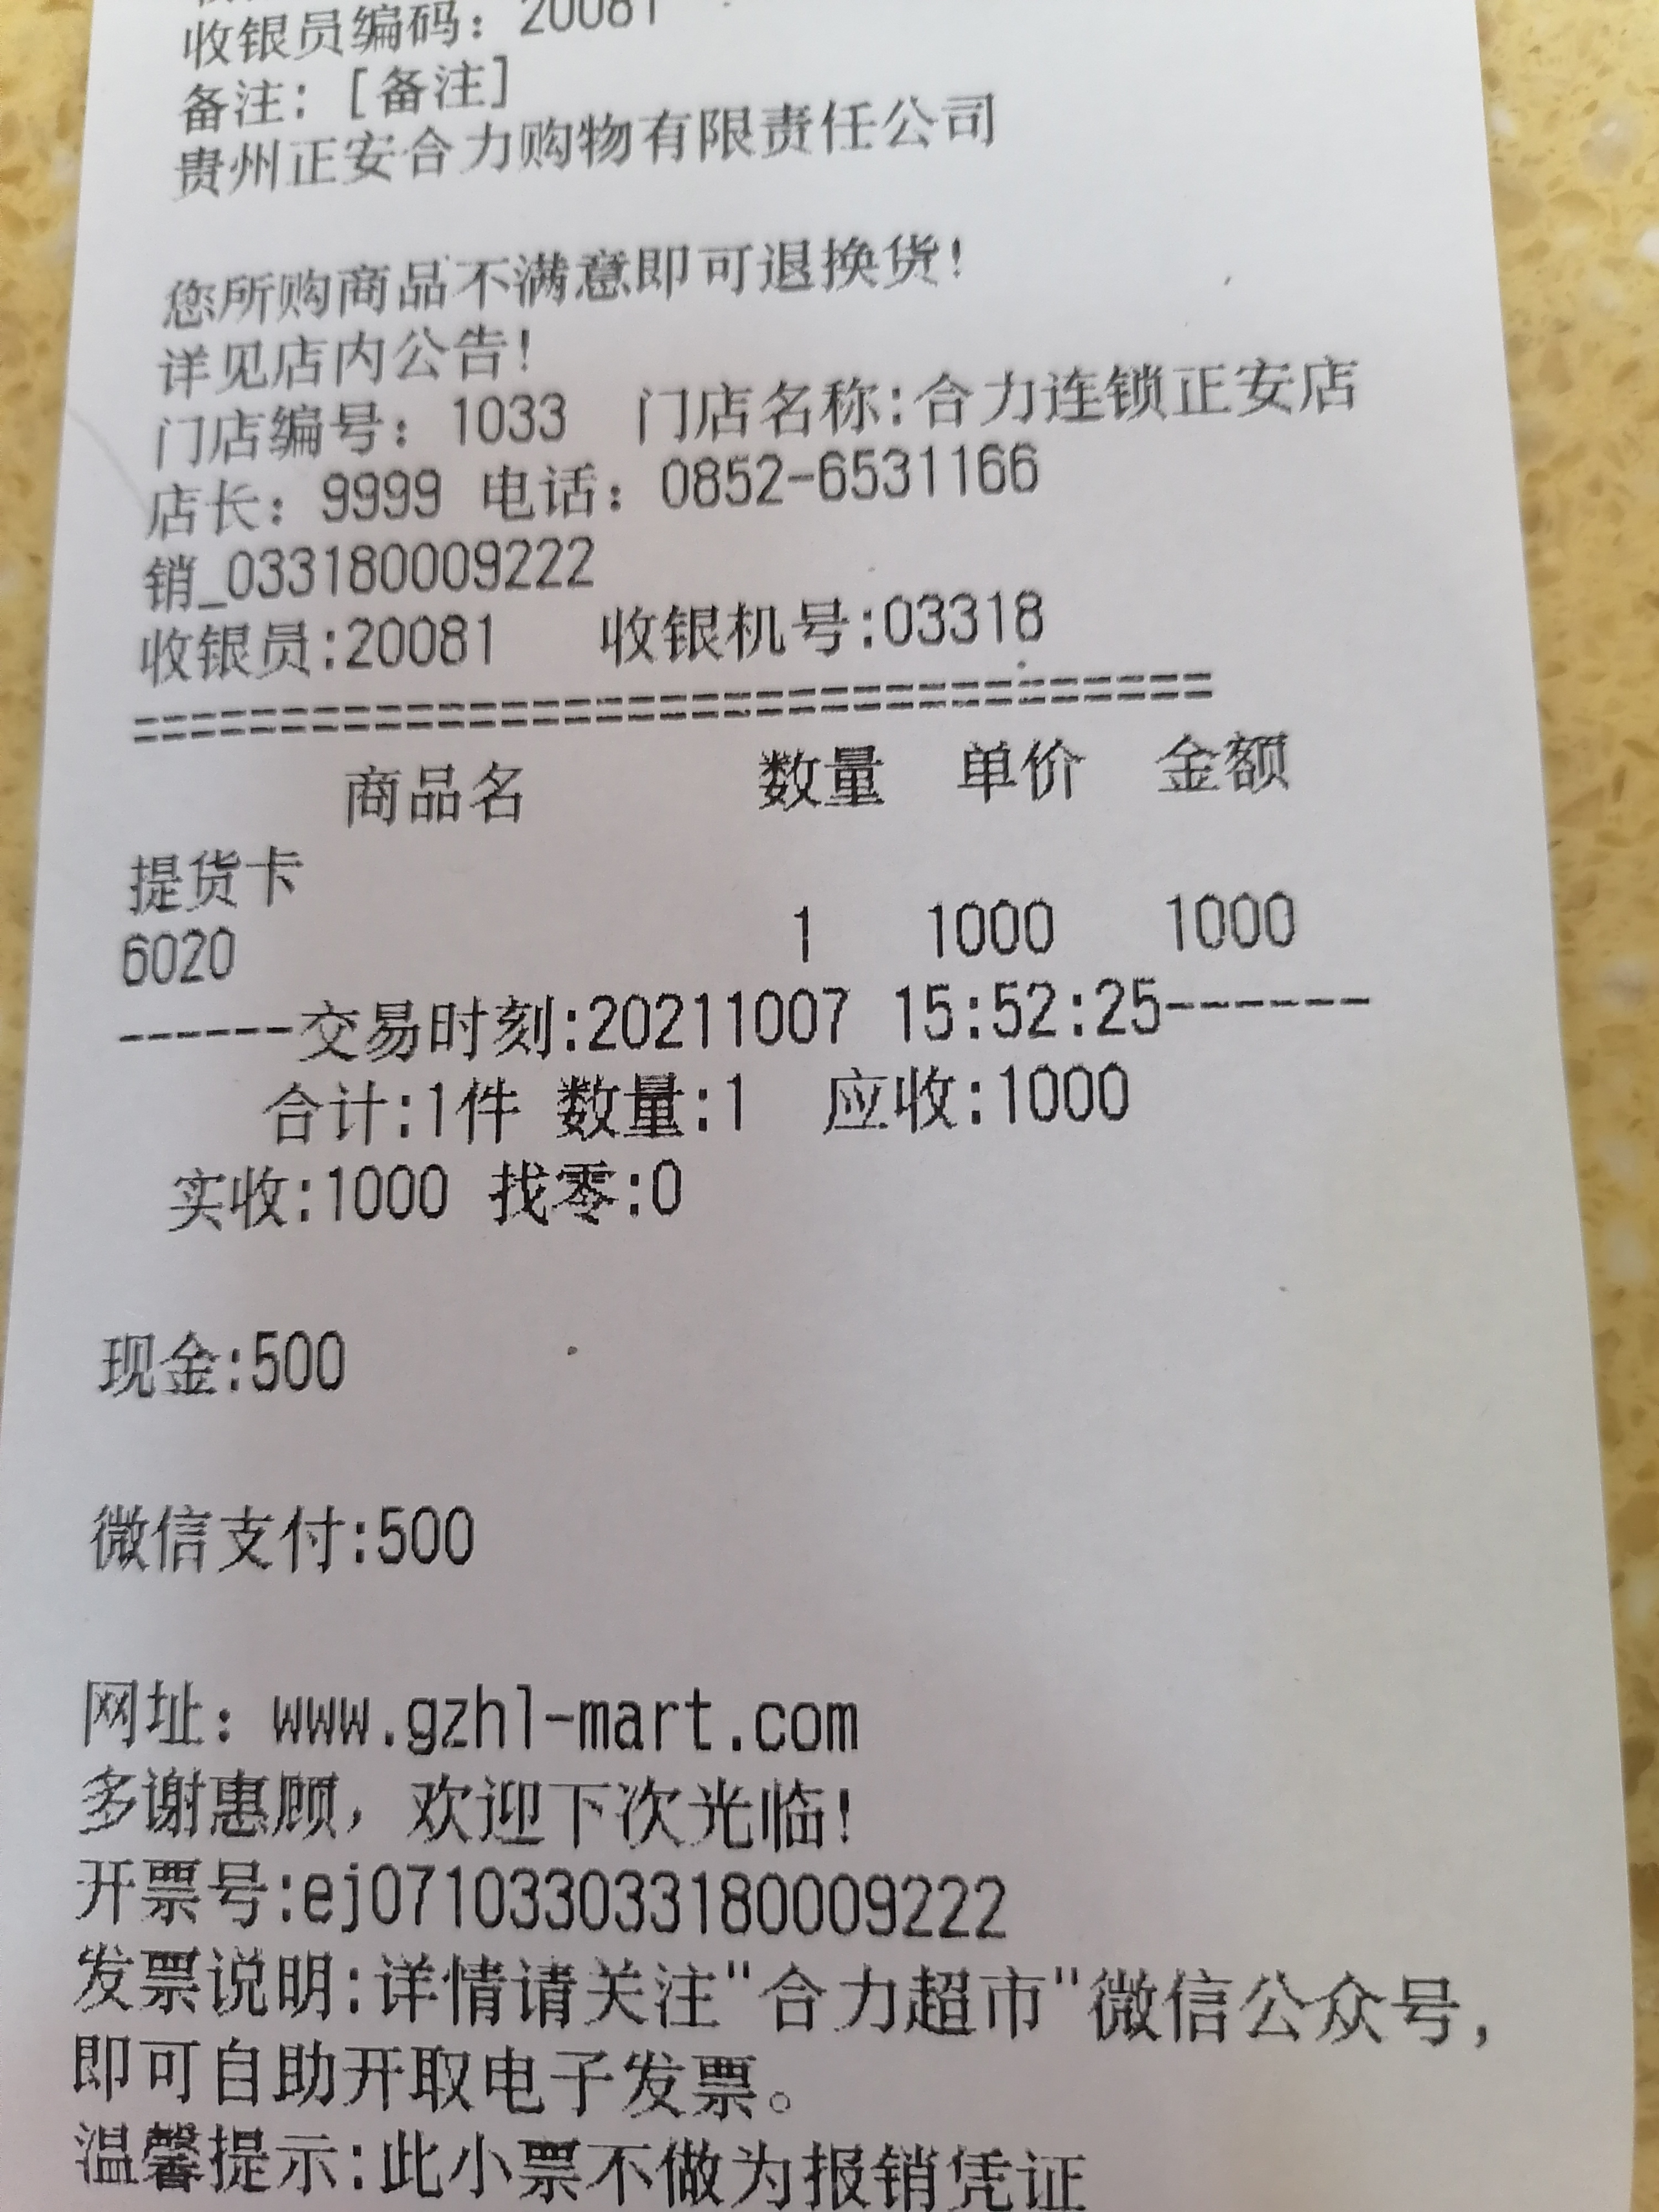 收银员编码：20081
备注：[备注]
贵州正安合力购物有限责任公司
您所购商品不满意即可退换货！
详见店内公告！
门店编号：1033 门店名称:合力连锁正安店
店长：9999 电话：0852-6531166
销_033180009222
收银员:20081 收银机号:03318
===================================
商品名 数量 单价 金额
提货卡
6020 1 1000 1000
------交易时刻:20211007 15:52:25-------
合计:1件 数量:1 应收:1000
实收:1000 找零:0
现金:500
微信支付:500
网址：www.gzhl-mart.com
多谢惠顾，欢迎下次光临！
开票号:ej071033033180009222
发票说明:详情请关注"合力超市"微信公众号，
即可自助开取电子发票。
温馨提示:此小票不做为报销凭证